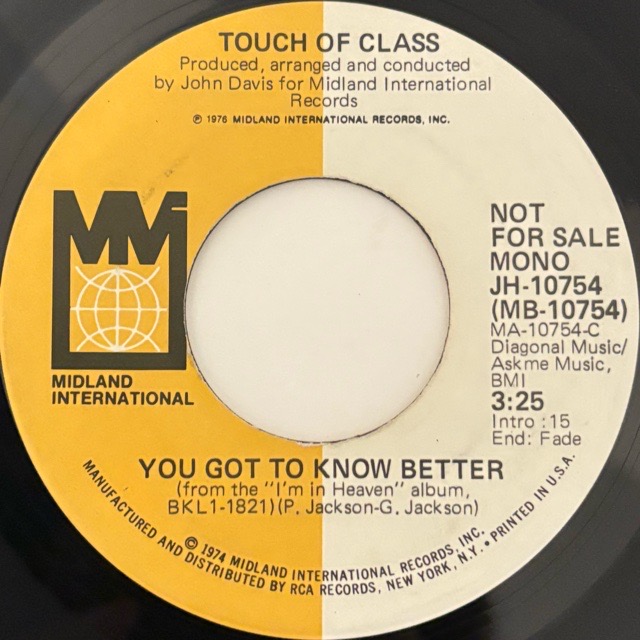 TOUCH OF CLASS
Produced, arranged and conducted
by John Davis for Midland International
Records
℗ 1976 MIDLAND INTERNATIONAL RECORDS, INC.
MIDLAND
INTERNATIONAL
NOT
FOR SALE
MONO
JH-10754
(MB-10754)
MA-10754-C
Diagonal Music/
Askme Music,
BMI
3:25
Intro :15
End: Fade
YOU GOT TO KNOW BETTER
(from the "I'm in Heaven" album,
BKL1-1821)(P. Jackson-G. Jackson)
© 1974 MIDLAND INTERNATIONAL RECORDS, INC.
MANUFACTURED AND DISTRIBUTED BY RCA RECORDS, NEW YORK, N.Y. • PRINTED IN U.S.A.